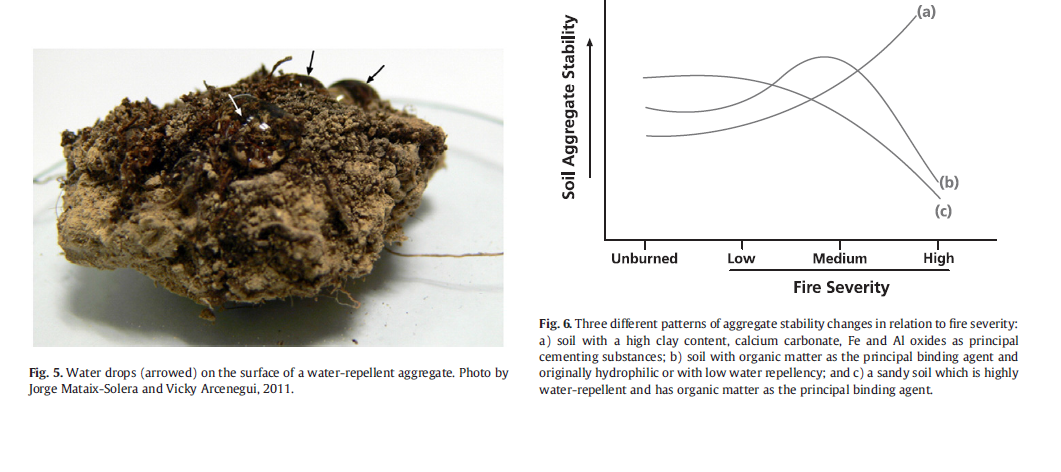 Fig. 5. Water drops (arrowed) on the surface of a water-repellent aggregate. Photo by
Jorge Mataix-Solera and Vicky Arcenegui, 2011.
Soil Aggregate Stability
(a)
(b)
(c)
Unburned Low Medium High
Fire Severity
Fig. 6. Three different patterns of aggregate stability changes in relation to fire severity:
a) soil with a high clay content, calcium carbonate, Fe and Al oxides as principal
cementing substances; b) soil with organic matter as the principal binding agent and
originally hydrophilic or with low water repellency; and c) a sandy soil which is highly
water-repellent and has organic matter as the principal binding agent.